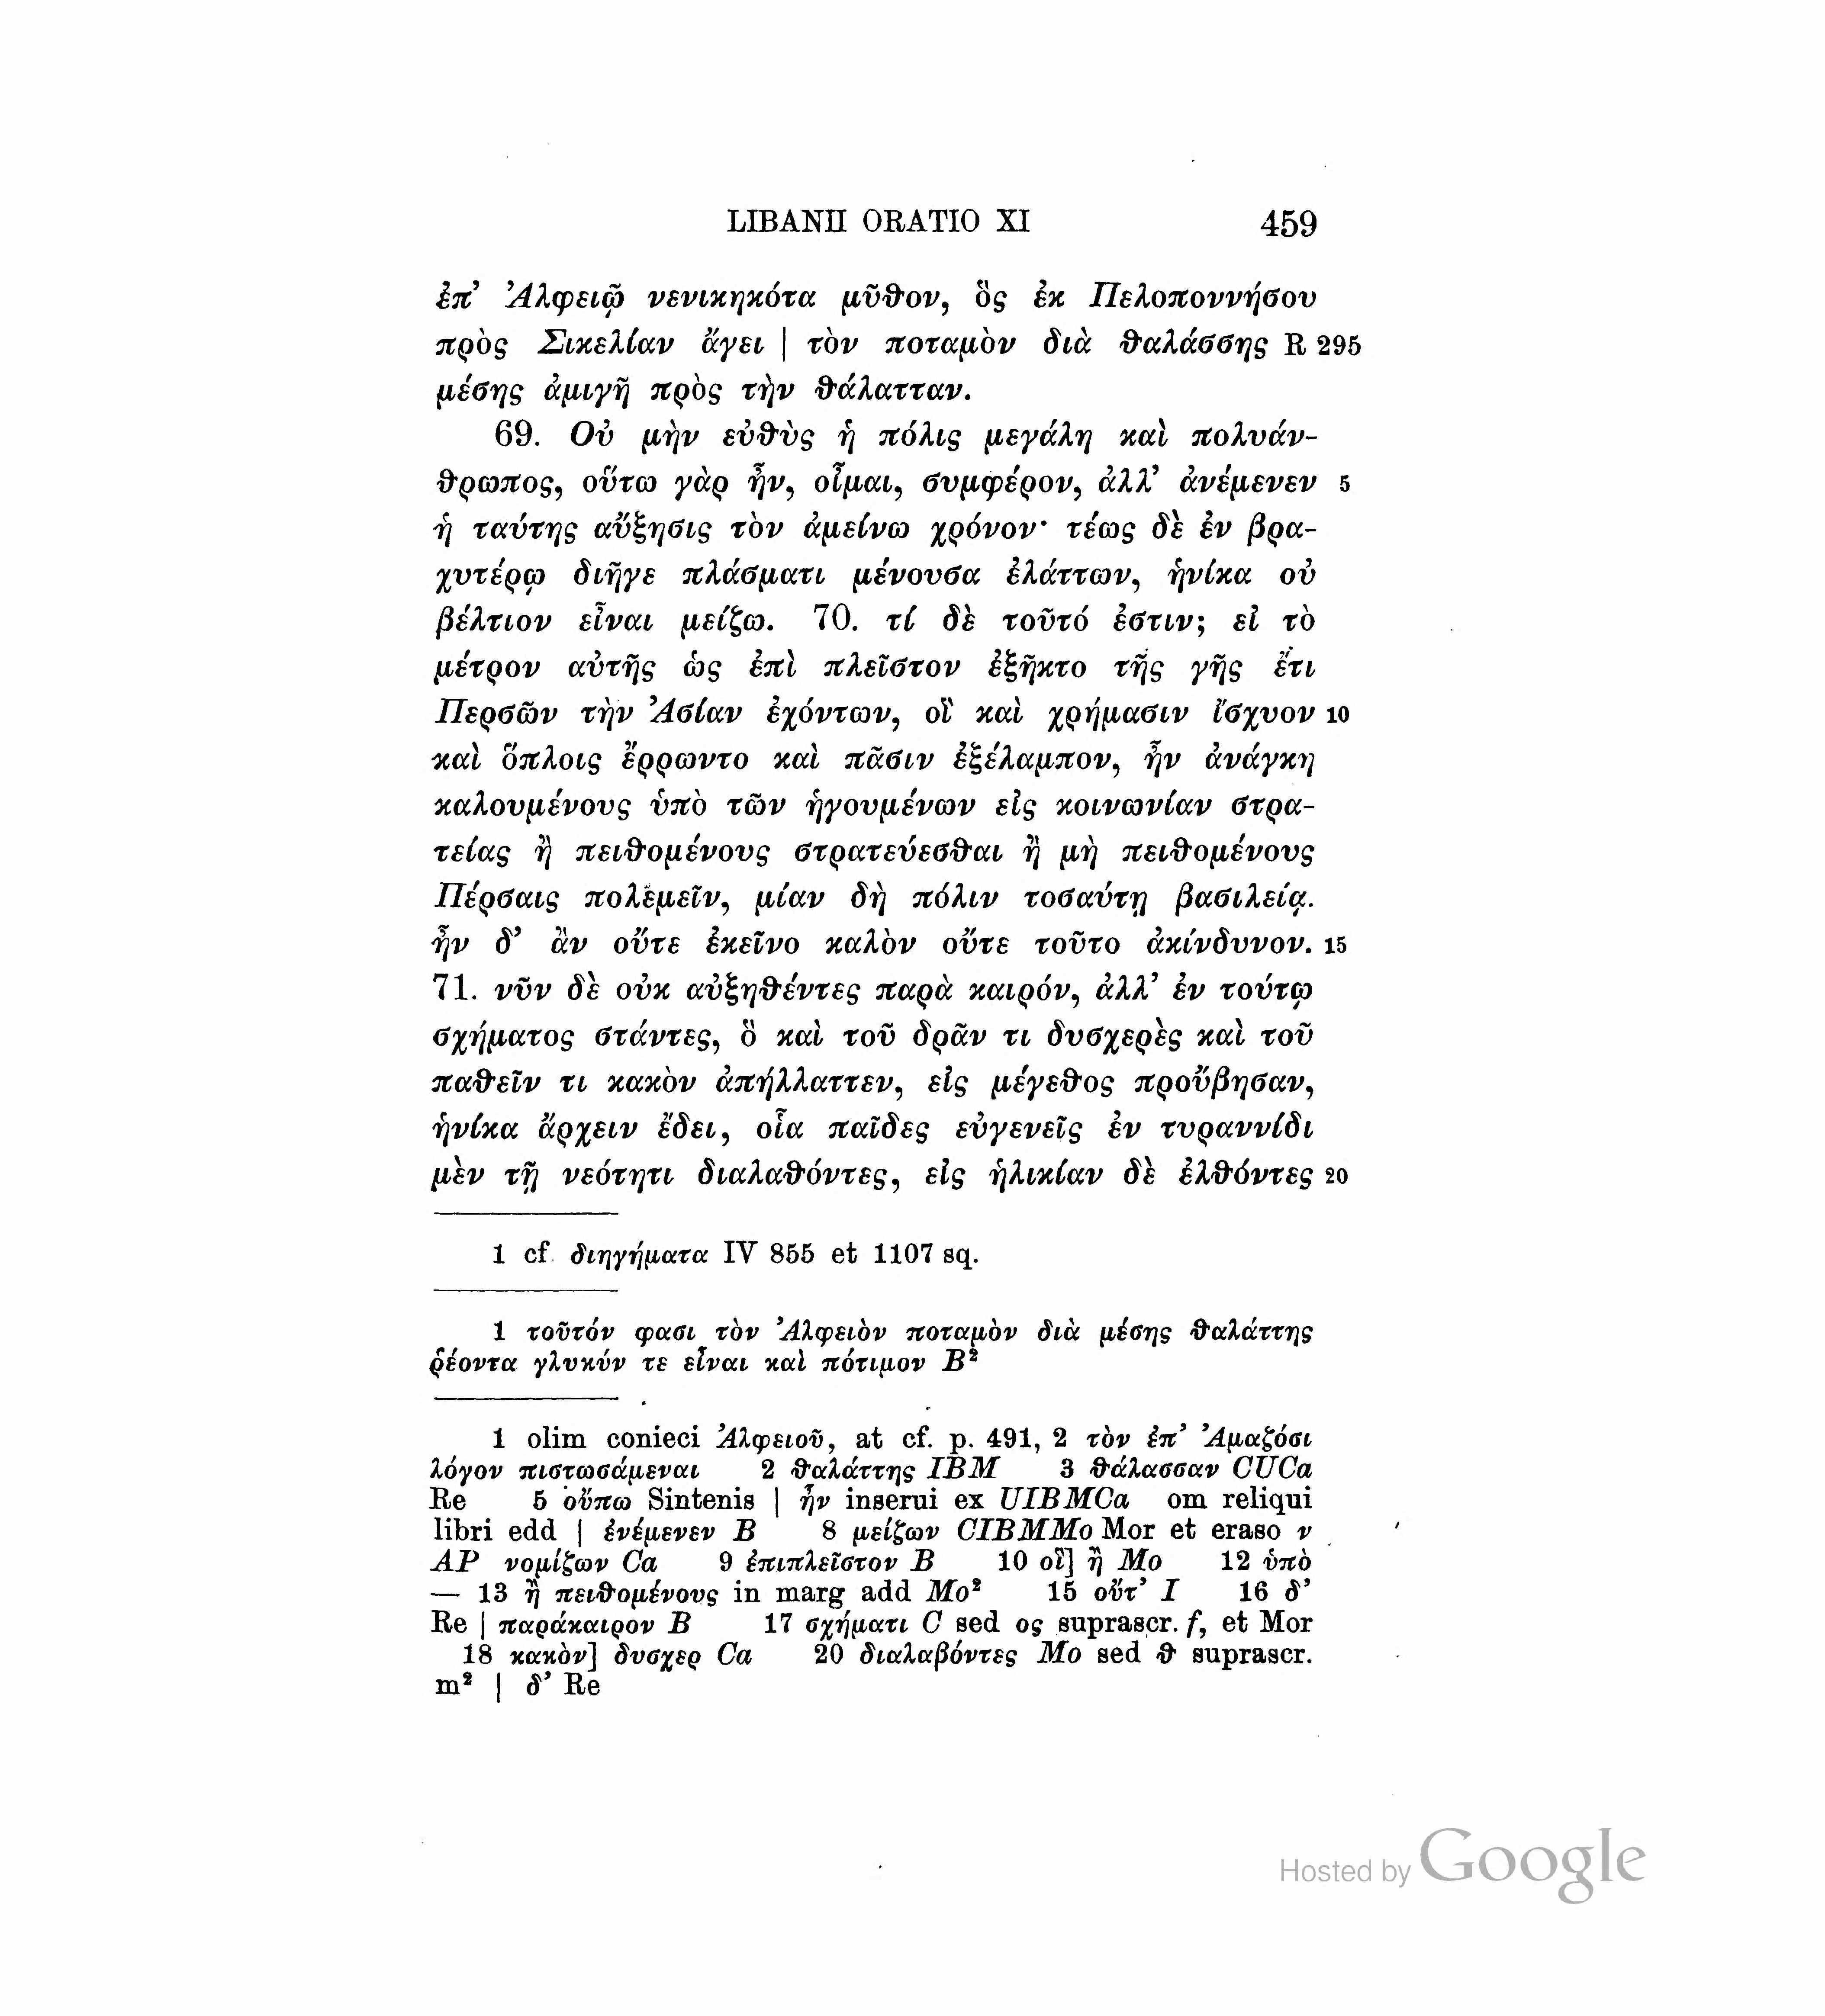 LIBANII ORATIO XI 459
ἐπ’ Ἀλφειῷ νενικηκότα μῦθον, ὃς ἐκ Πελοποννήσου
πρὸς Σικελίαν ἄγει | τὸν ποταμὸν διὰ θαλάσσης R 295
μέσης ἀμιγῆ πρὸς τὴν θάλατταν.
69. Οὐ μὴν εὐθὺς ἡ πόλις μεγάλη καὶ πολυάν-
θρωπος, οὕτω γὰρ ἦν, οἶμαι, συμφέρον, ἀλλ’ ἀνέμενεν 5
ἡ ταύτης αὔξησις τὸν ἀμείνω χρόνον· τέως δὲ ἐν βρα-
χυτέρῳ διῆγε πλάσματι μένουσα ἐλάττων, ἡνίκα οὐ
βέλτιον εἶναι μείζω. 70. τί δὲ τοῦτό ἐστιν; εἰ τὸ
μέτρον αὐτῆς ὡς ἐπὶ πλεῖστον ἐξῆκτο τῆς γῆς ἔτι
Περσῶν τὴν Ἀσίαν ἐχόντων, οἳ καὶ χρήμασιν ἴσχυον 10
καὶ ὅπλοις ἔρρωντο καὶ πᾶσιν ἐξέλαμπον, ἦν ἀνάγκη
καλουμένους ὑπὸ τῶν ἡγουμένων εἰς κοινωνίαν στρα-
τείας ἢ πειθομένους στρατεύεσθαι ἢ μὴ πειθομένους
Πέρσαις πολεμεῖν, μίαν δὴ πόλιν τοσαύτῃ βασιλείᾳ.
ἦν δ’ ἂν οὔτε ἐκεῖνο καλὸν οὔτε τοῦτο ἀκίνδυνον. 15
71. νῦν δὲ οὐκ αὐξηθέντες παρὰ καιρόν, ἀλλ’ ἐν τούτῳ
σχήματος στάντες, ὃ καὶ τοῦ δρᾶν τι δυσχερὲς καὶ τοῦ
παθεῖν τι κακὸν ἀπήλλαττεν, εἰς μέγεθος προὔβησαν,
ἡνίκα ἄρχειν ἔδει, οἷα παῖδες εὐγενεῖς ἐν τυραννίδι
μὲν τῇ νεότητι διαλαθόντες, εἰς ἡλικίαν δὲ ἐλθόντες 20
1 cf διηγήματα IV 855 et 1107 sq.
1 τοῦτόν φασι τὸν Ἀλφειὸν ποταμὸν διὰ μέσης θαλάττης
ῥέοντα γλυκύν τε εἶναι καὶ πότιμον B²
1 olim conieci Ἀλφειοῦ, at cf. p. 491, 2 τὸν ἐπ’ Ἀμαζόσι
λόγον πιστωσάμεναι 2 θαλάττης IBM 3 θάλασσαν CUCa
Re 5 οὔπω Sintenis | ἦν inserui ex UIBMCa om reliqui
libri edd | ἐνέμενεν B 8 μείζων CIBMMo Mor et eraso ν
AP νομίζων Ca 9 ἐπιπλεῖστον B 10 οἳ] ἢ Mo 12 ὑπὸ
— 13 ἢ πειθομένους in marg add Mo² 15 οὔτ’ I 16 δ’
Re | παράκαιρον B 17 σχήματι C sed ος suprascr. f, et Mor
18 κακὸν] δυσχερ Ca 20 διαλαβόντες Mo sed θ suprascr.
m² | δ’ Re
Hosted by Google